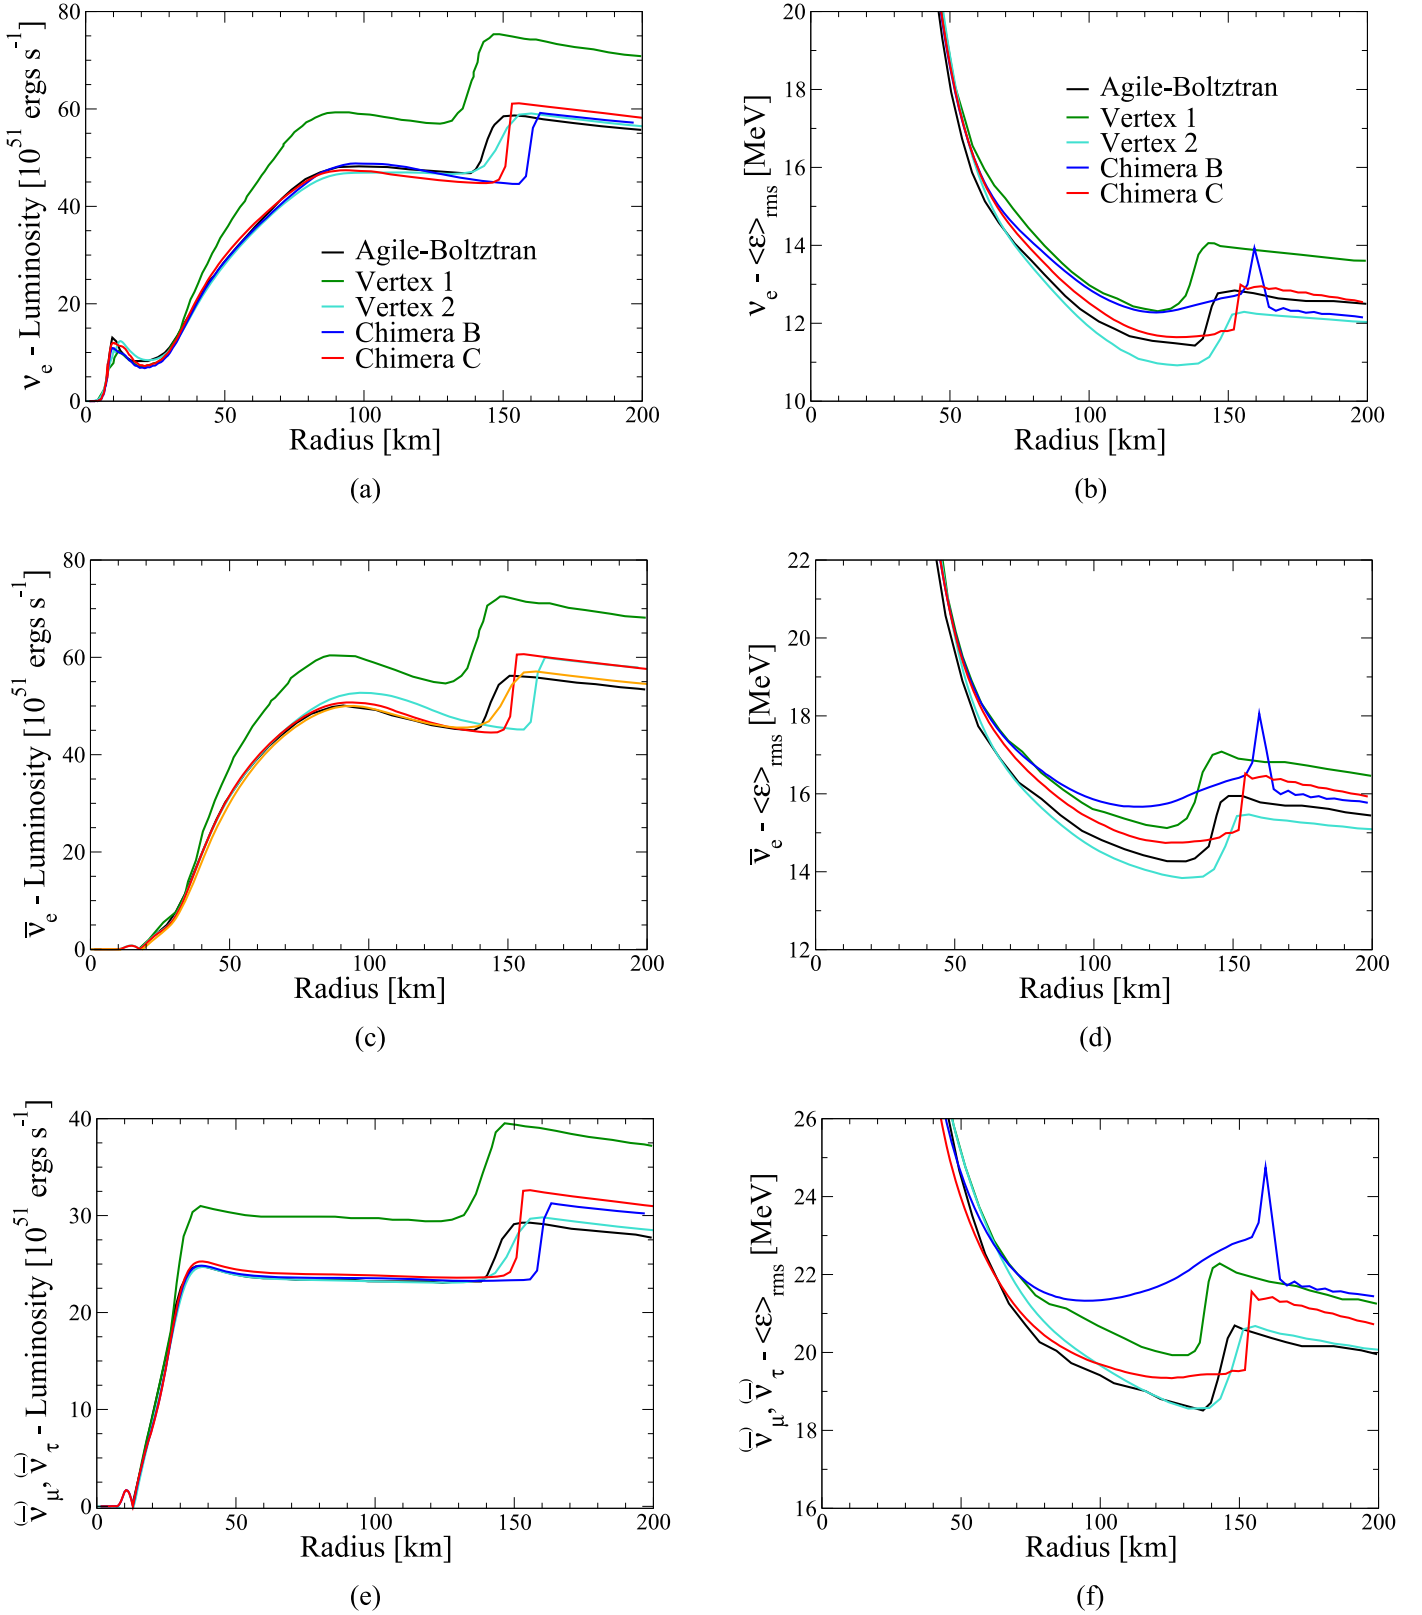 80
60
40
20
0
0 50 100 150 200
ν_e - Luminosity [10^51 ergs s^-1]
Radius [km]
Agile-Boltztran
Vertex 1
Vertex 2
Chimera B
Chimera C
(a)
20
18
16
14
12
10
0 50 100 150 200
ν_e - <ε>_rms [MeV]
Radius [km]
Agile-Boltztran
Vertex 1
Vertex 2
Chimera B
Chimera C
(b)
80
60
40
20
0
0 50 100 150 200
ν̅_e - Luminosity [10^51 ergs s^-1]
Radius [km]
(c)
22
20
18
16
14
12
0 50 100 150 200
ν̅_e - <ε>_rms [MeV]
Radius [km]
(d)
40
30
20
10
0
0 50 100 150 200
(–)ν_μ, (–)ν_τ - Luminosity [10^51 ergs s^-1]
Radius [km]
(e)
26
24
22
20
18
16
0 50 100 150 200
(–)ν_μ, (–)ν_τ - <ε>_rms [MeV]
Radius [km]
(f)